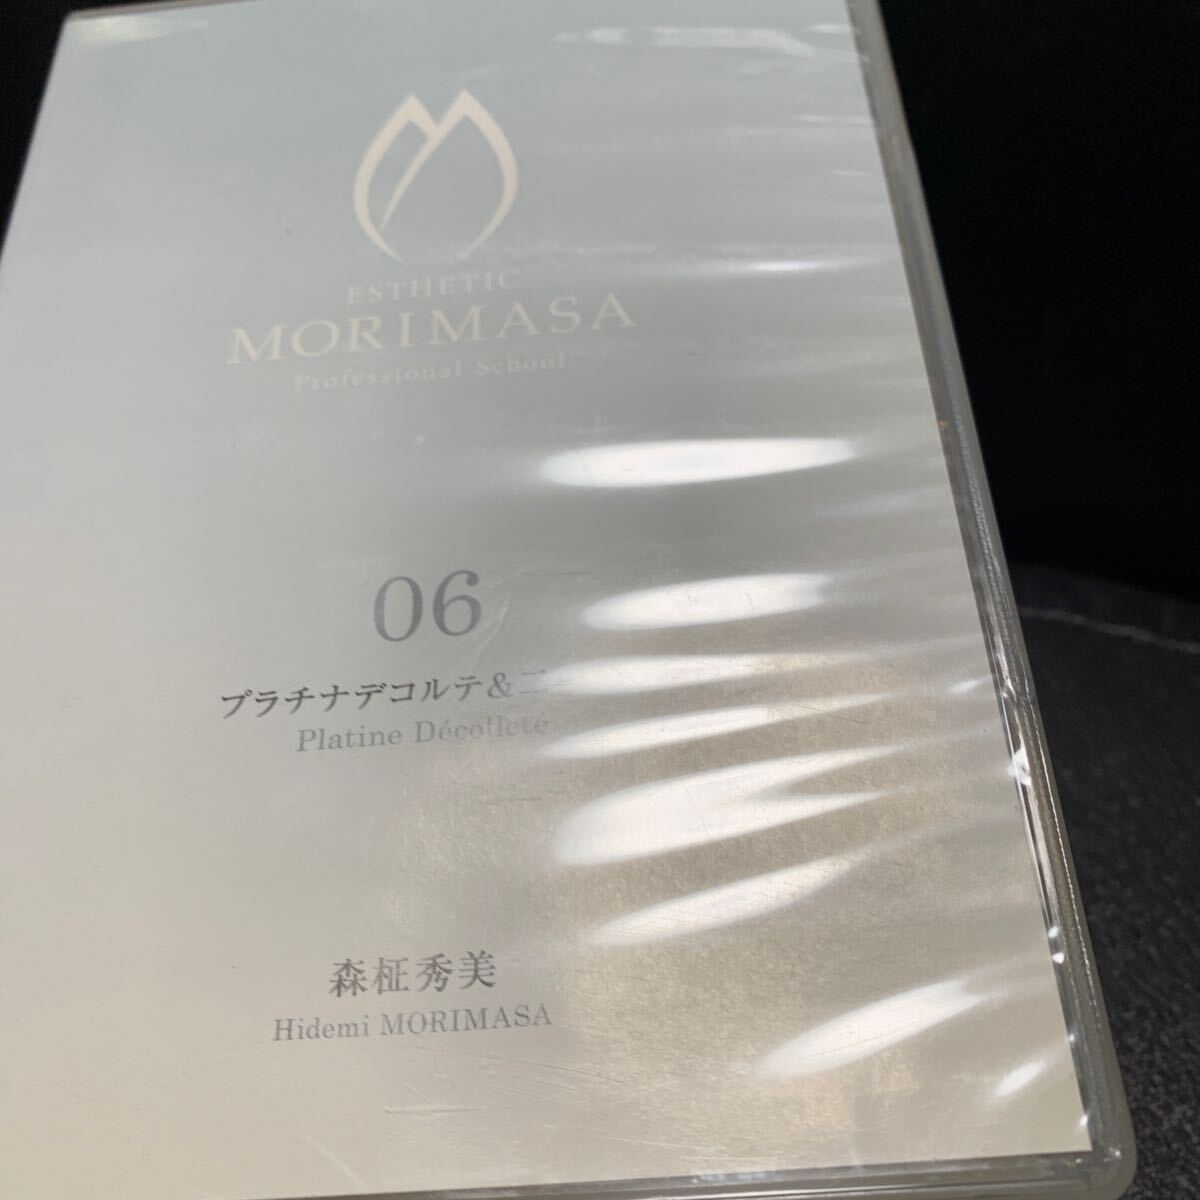 ESTHETIC
MORIMASA
Professional School
06
プラチナデコルテ&二
Platine Décolleté
森柾秀美
Hidemi MORIMASA